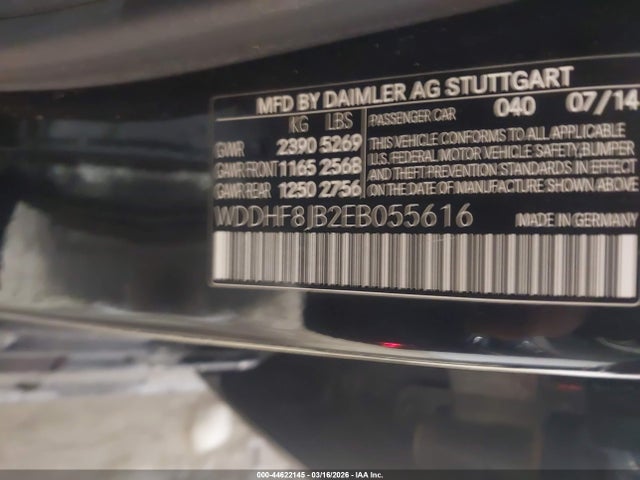 MFD BY DAIMLER AG STUTTGART
KG LBS
GWR 2390 5269
GAWR FRONT 1165 2568
GAWR REAR 1250 2756
PASSENGER CAR 040 07/14
THIS VEHICLE CONFORMS TO ALL APPLICABLE
U.S. FEDERAL MOTOR VEHICLE SAFETY, BUMPER
AND THEFT PREVENTION STANDARDS IN EFFECT
ON DATE OF MANUFACTURE SHOWN ABOVE
WDDHF8JB2EB055616 MADE IN GERMANY
000-44622145 - 03/16/2026 - IAA Inc.